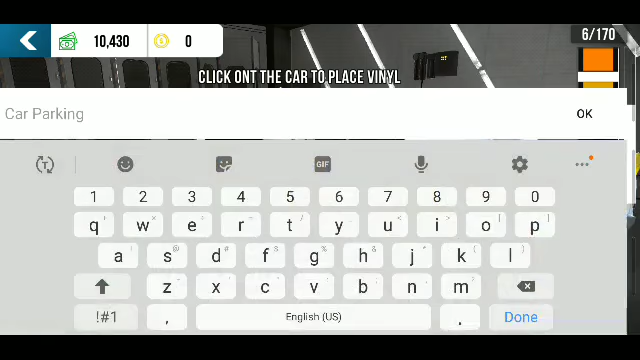 10,430
0
6/170
CLICK ONT THE CAR TO PLACE VINYL
Car Parking
OK
T
GIF
1 2 3 4 5 6 7 8 9 0
q w e r t y u i o p
a s d f g h j k l
z x c v b n m
!#1 , English (US) . Done